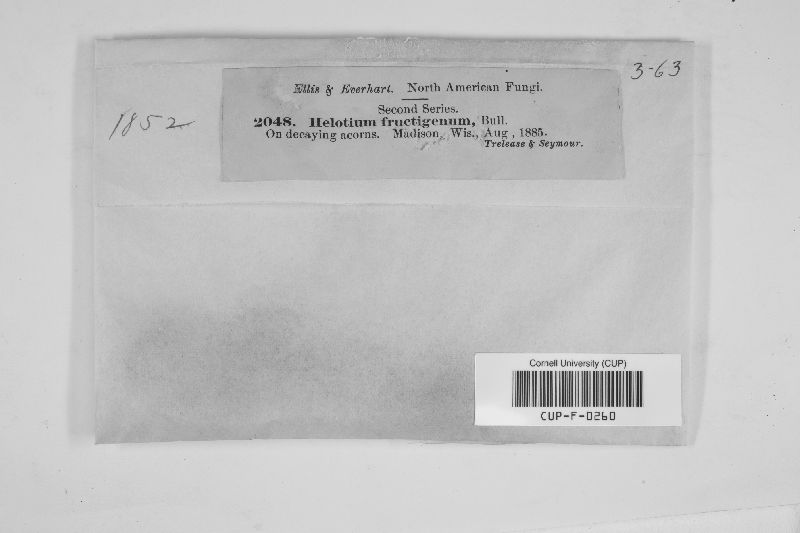 3-63
1852
Ellis & Everhart. North American Fungi.
Second Series.
2048. Helotium fructigenum, Bull.
On decaying acorns. Madison, Wis., Aug , 1885.
Trelease & Seymour.
Cornell University (CUP)
CUP-F-0260